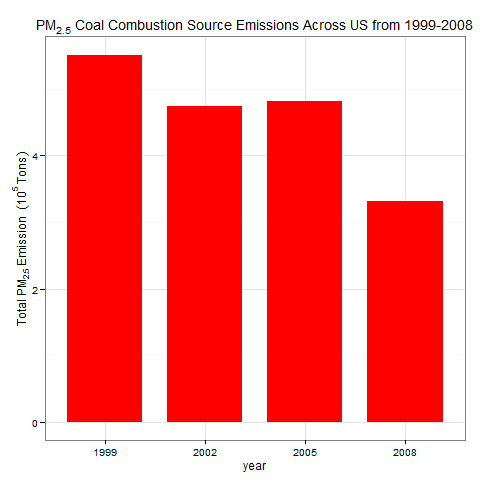 PM2.5 Coal Combustion Source Emissions Across US from 1999-2008
Total PM2.5 Emission (10^5 Tons)
4
2
0
1999 2002 2005 2008
year